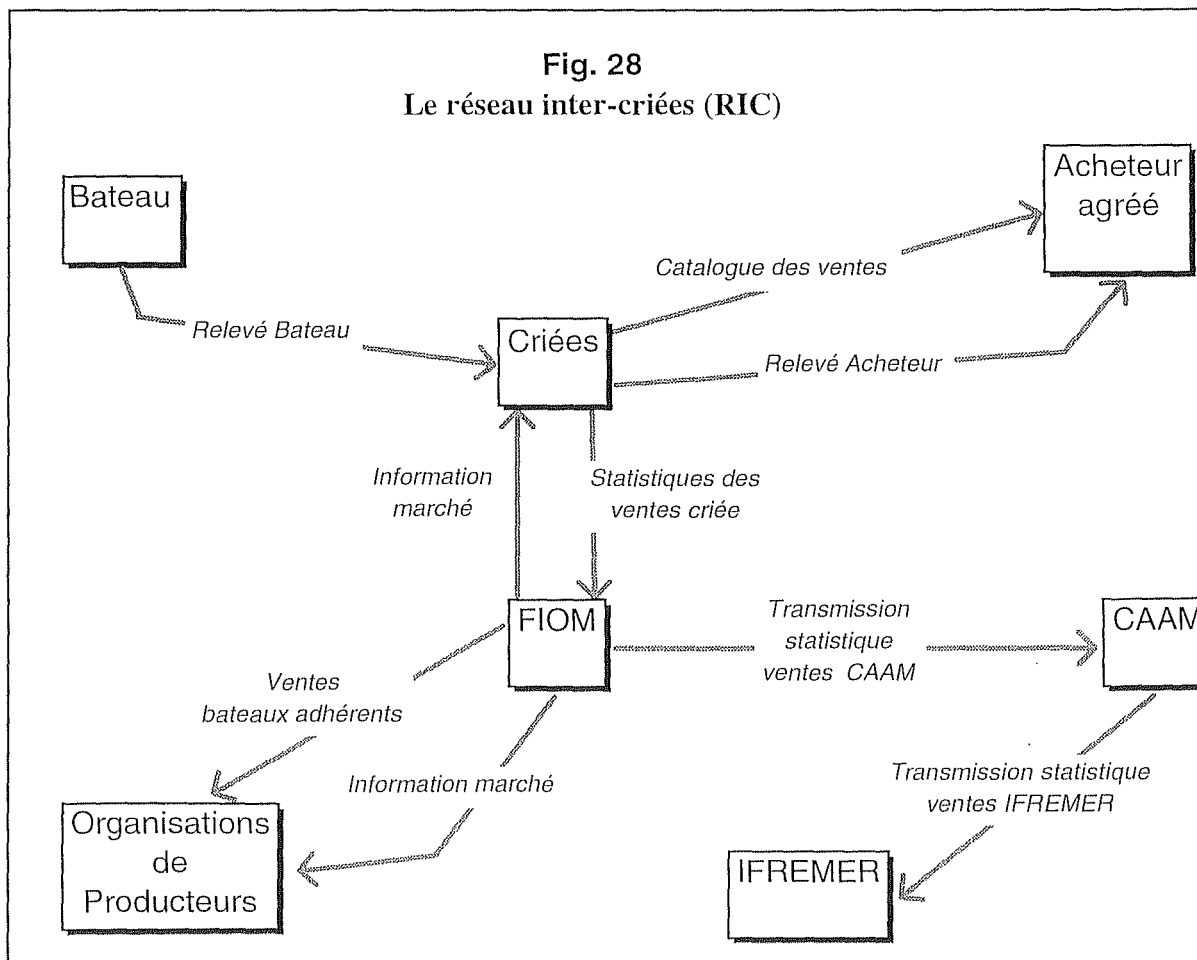 Fig. 28
Le réseau inter-criées (RIC)
Bateau
Acheteur
agréé
Catalogue des ventes
Relevé Bateau
Criées
Relevé Acheteur
Information
marché
Statistiques des
ventes criée
FIOM
Transmission
statistique
ventes CAAM
CAAM
Ventes
bateaux adhérents
Information marché
Transmission statistique
ventes IFREMER
Organisations
de
Producteurs
IFREMER